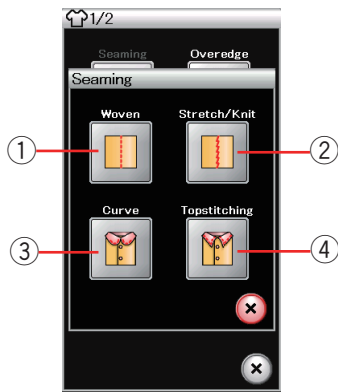 1/2
Seaming Overedge
Seaming
Woven Stretch/Knit
① ②
Curve Topstitching
③ ④